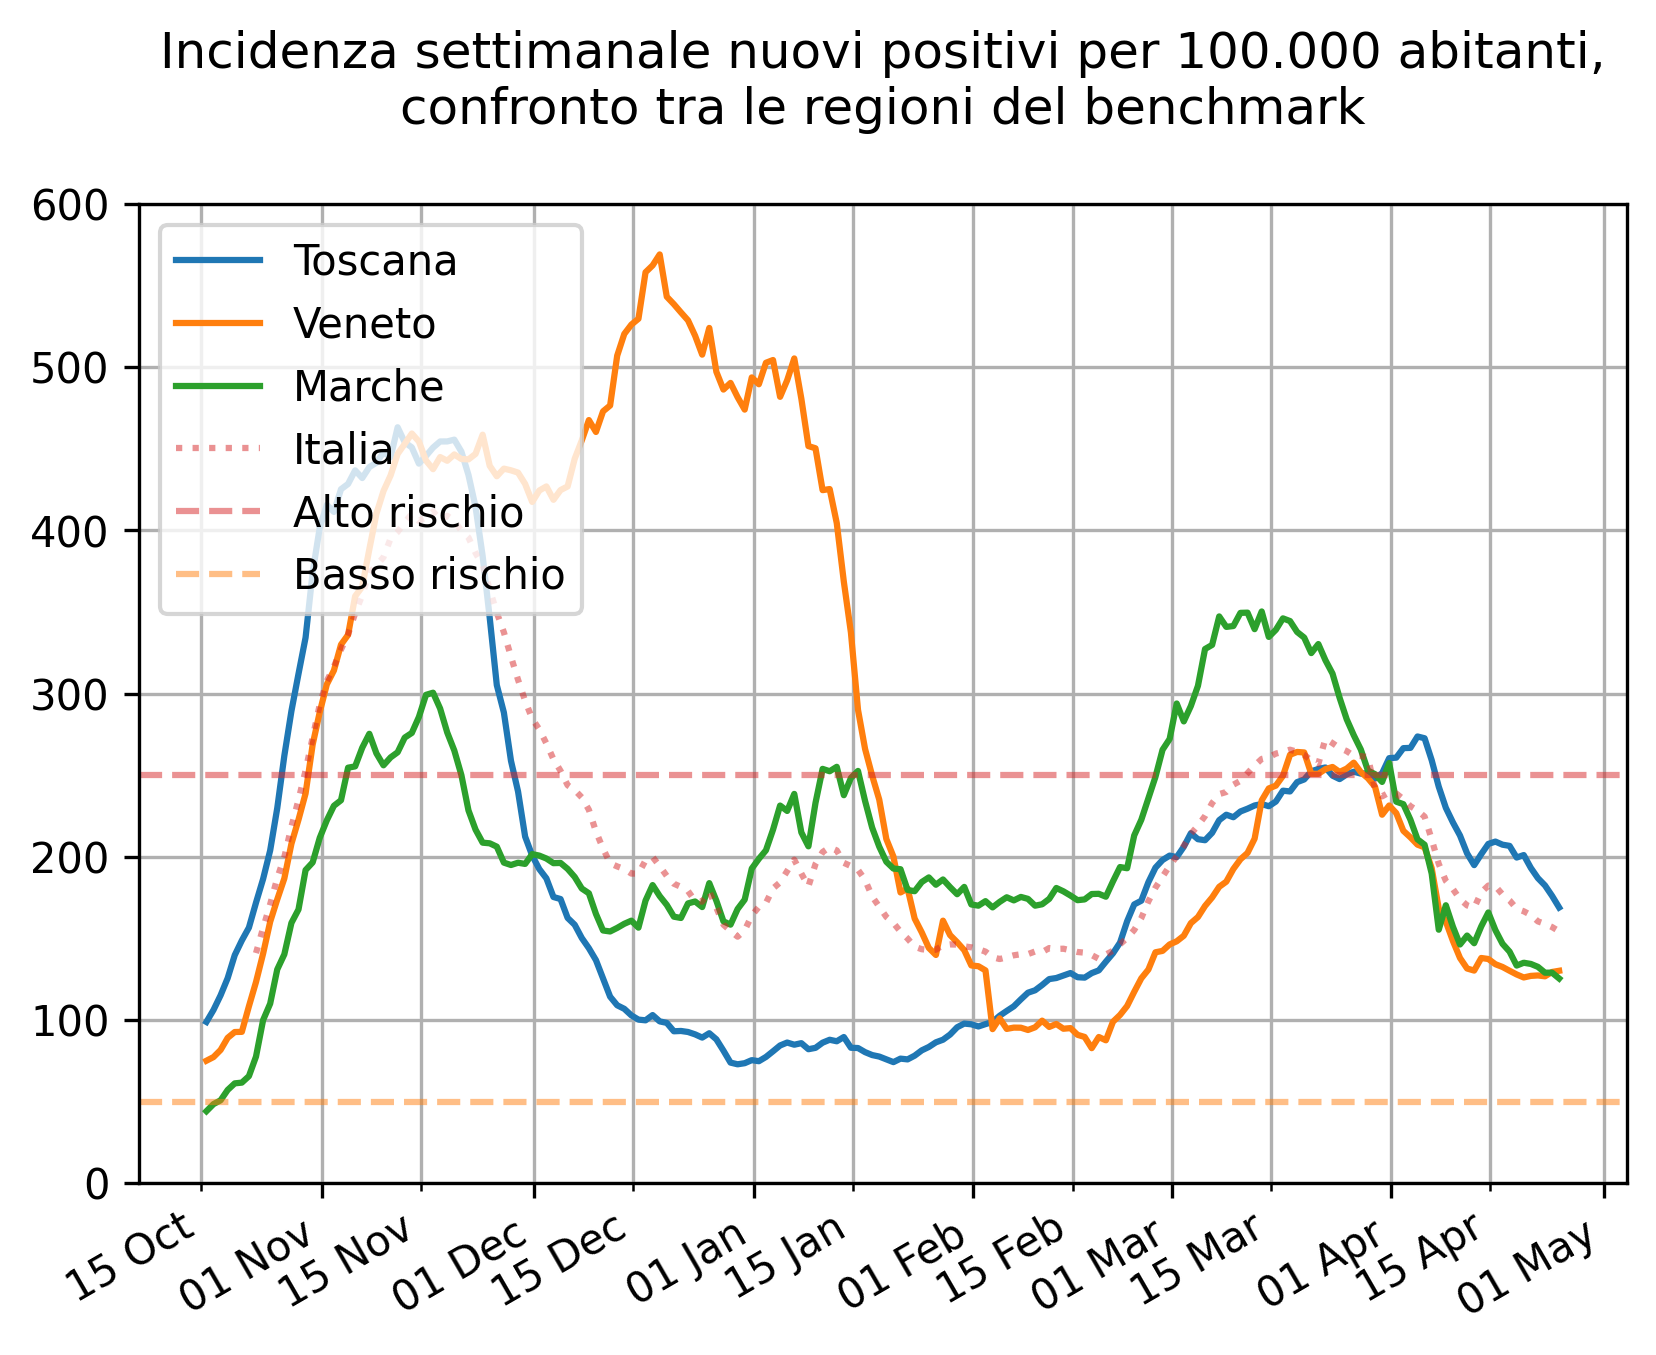 Incidenza settimanale nuovi positivi per 100.000 abitanti,
confronto tra le regioni del benchmark
600
500
400
300
200
100
0
Toscana
Veneto
Marche
Italia
Alto rischio
Basso rischio
15 Oct
01 Nov
15 Nov
01 Dec
15 Dec
01 Jan
15 Jan
01 Feb
15 Feb
01 Mar
15 Mar
01 Apr
15 Apr
01 May